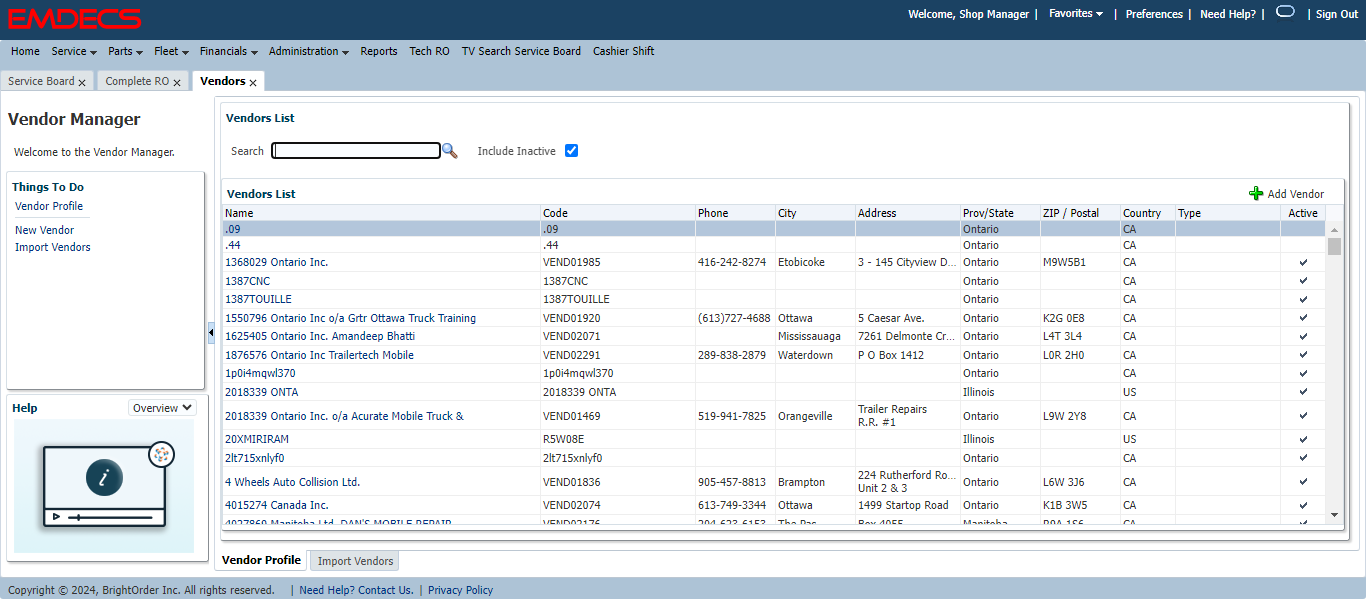 EMDECS
Welcome, Shop Manager | Favorites | Preferences | Need Help? | | Sign Out
Home Service Parts Fleet Financials Administration Reports Tech RO TV Search Service Board Cashier Shift
Service Board x Complete RO x Vendors x
Vendor Manager
Welcome to the Vendor Manager.
Things To Do
Vendor Profile
New Vendor
Import Vendors
Help Overview
i
Vendors List
Search Include Inactive
Vendors List Add Vendor
Name Code Phone City Address Prov/State ZIP / Postal Country Type Active
.09 .09 Ontario CA
.44 .44 Ontario CA
1368029 Ontario Inc. VEND01985 416-242-8274 Etobicoke 3 - 145 Cityview D... Ontario M9W5B1 CA
1387CNC 1387CNC Ontario CA
1387TOUILLE 1387TOUILLE Ontario CA
1550796 Ontario Inc o/a Grtr Ottawa Truck Training VEND01920 (613)727-4688 Ottawa 5 Caesar Ave. Ontario K2G 0E8 CA
1625405 Ontario Inc. Amandeep Bhatti VEND02071 Mississauaga 7261 Delmonte Cr... Ontario L4T 3L4 CA
1876576 Ontario Inc Trailertech Mobile VEND02291 289-838-2879 Waterdown P O Box 1412 Ontario L0R 2H0 CA
1p0i4mqwl370 1p0i4mqwl370 Ontario CA
2018339 ONTA 2018339 ONTA Illinois US
2018339 Ontario Inc. o/a Acurate Mobile Truck & VEND01469 519-941-7825 Orangeville Trailer Repairs R.R. #1 Ontario L9W 2Y8 CA
20XMIRIRAM R5W08E Illinois US
2lt715xnlyf0 2lt715xnlyf0 Ontario CA
4 Wheels Auto Collision Ltd. VEND01836 905-457-8813 Brampton 224 Rutherford Ro... Unit 2 & 3 Ontario L6W 3J6 CA
4015274 Canada Inc. VEND02074 613-749-3344 Ottawa 1499 Startop Road Ontario K1B 3W5 CA
4027869 Manitoba Ltd. DAN'S MOBILE REPAIR VEND02176 204-623-6153 The Pas Box 4055 Manitoba R9A 1S6 CA
Vendor Profile Import Vendors
Copyright © 2024, BrightOrder Inc. All rights reserved. | Need Help? Contact Us. | Privacy Policy